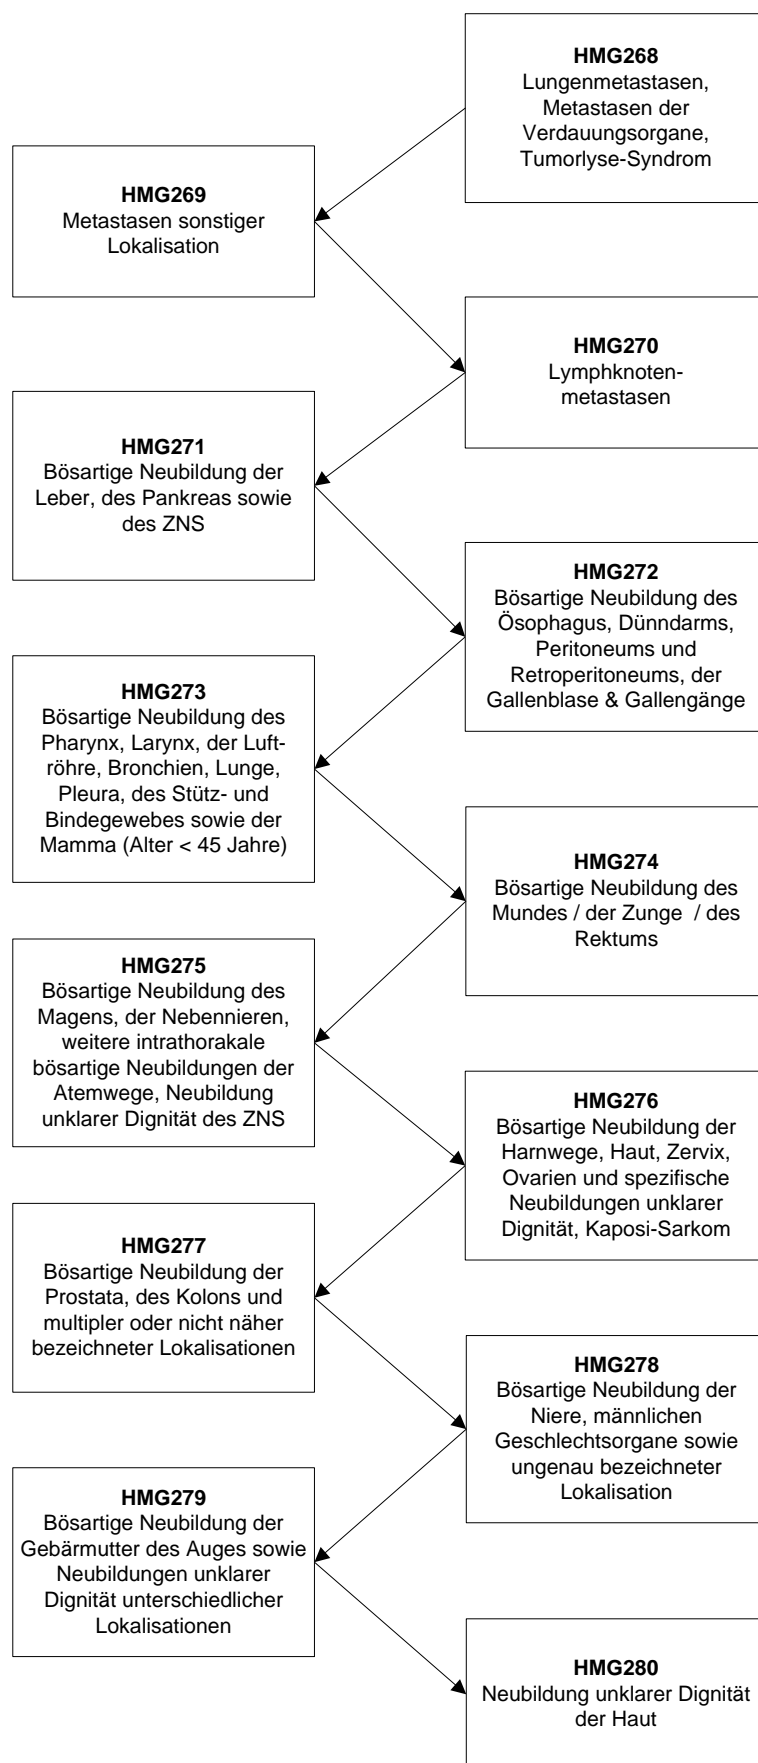 HMG268
Lungenmetastasen,
Metastasen der
Verdauungsorgane,
Tumorlyse-Syndrom
HMG269
Metastasen sonstiger
Lokalisation
HMG270
Lymphknoten-
metastasen
HMG271
Bösartige Neubildung der
Leber, des Pankreas sowie
des ZNS
HMG272
Bösartige Neubildung des
Ösophagus, Dünndarms,
Peritoneums und
Retroperitoneums, der
Gallenblase & Gallengänge
HMG273
Bösartige Neubildung des
Pharynx, Larynx, der Luft-
röhre, Bronchien, Lunge,
Pleura, des Stütz- und
Bindegewebes sowie der
Mamma (Alter < 45 Jahre)
HMG274
Bösartige Neubildung des
Mundes / der Zunge / des
Rektums
HMG275
Bösartige Neubildung des
Magens, der Nebennieren,
weitere intrathorakale
bösartige Neubildungen der
Atemwege, Neubildung
unklarer Dignität des ZNS
HMG276
Bösartige Neubildung der
Harnwege, Haut, Zervix,
Ovarien und spezifische
Neubildungen unklarer
Dignität, Kaposi-Sarkom
HMG277
Bösartige Neubildung der
Prostata, des Kolons und
multipler oder nicht näher
bezeichneter Lokalisationen
HMG278
Bösartige Neubildung der
Niere, männlichen
Geschlechtsorgane sowie
ungenau bezeichneter
Lokalisation
HMG279
Bösartige Neubildung der
Gebärmutter des Auges sowie
Neubildungen unklarer
Dignität unterschiedlicher
Lokalisationen
HMG280
Neubildung unklarer Dignität
der Haut